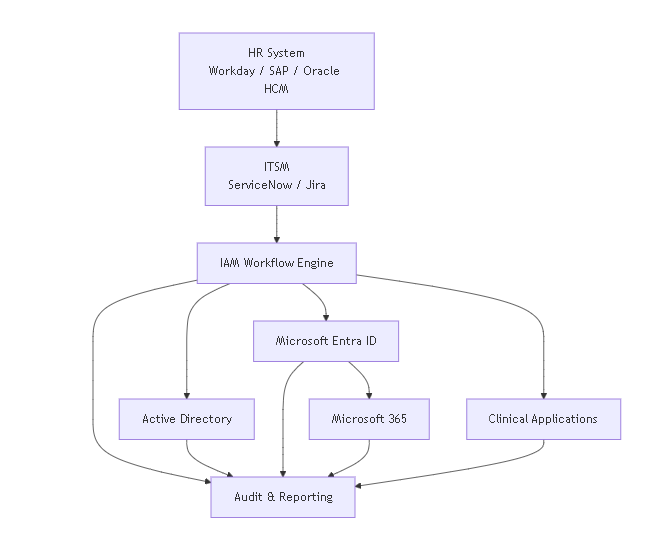 HR System
Workday / SAP / Oracle
HCM
ITSM
ServiceNow / Jira
IAM Workflow Engine
Microsoft Entra ID
Active Directory
Microsoft 365
Clinical Applications
Audit & Reporting